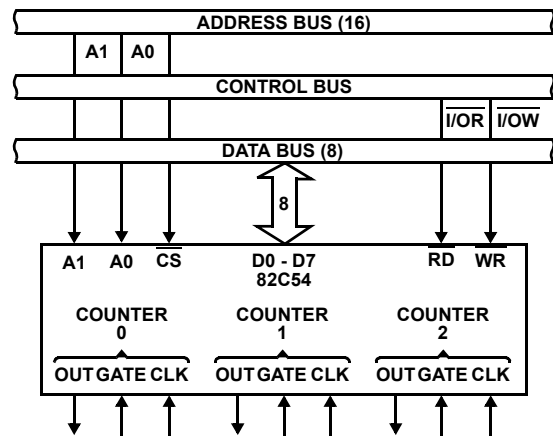 ADDRESS BUS (16)
A1 A0
CONTROL BUS
I/OR I/OW
DATA BUS (8)
8
A1 A0 CS D0 - D7 RD WR
82C54
COUNTER COUNTER COUNTER
0 1 2
OUT GATE CLK OUT GATE CLK OUT GATE CLK